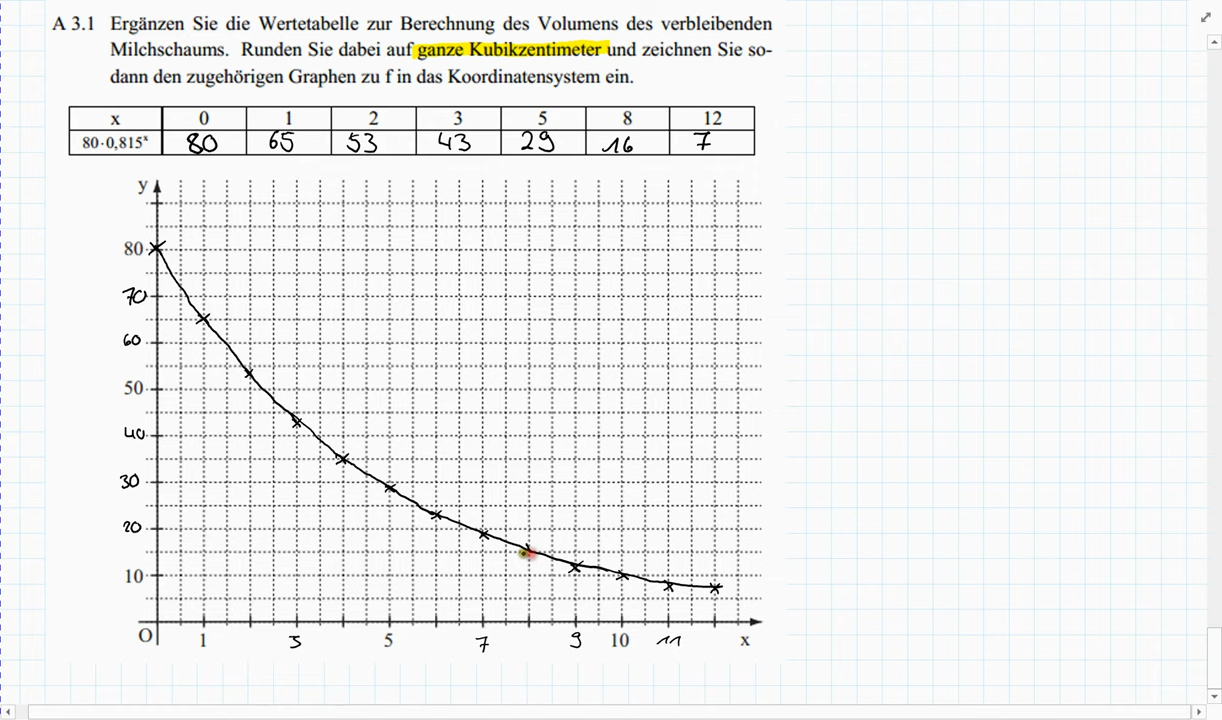 A 3.1 Ergänzen Sie die Wertetabelle zur Berechnung des Volumens des verbleibenden
Milchschaums. Runden Sie dabei auf ganze Kubikzentimeter und zeichnen Sie so-
dann den zugehörigen Graphen zu f in das Koordinatensystem ein.
x 0 1 2 3 5 8 12
80·0,815ˣ 80 65 53 43 29 16 7
y
80
70
60
50
40
30
20
10
O 1 3 5 7 9 10 11 x